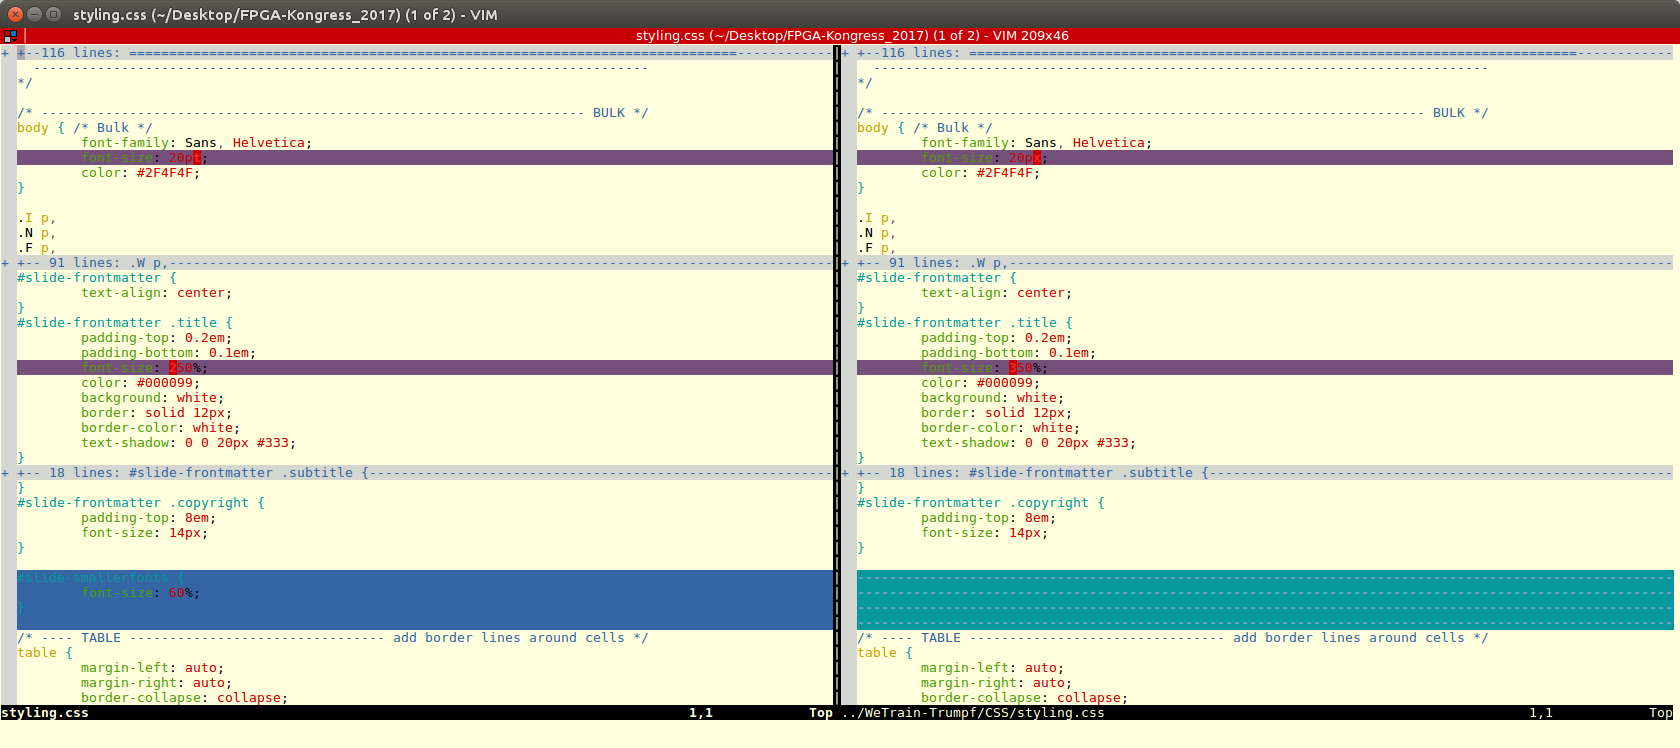 styling.css (~/Desktop/FPGA-Kongress_2017) (1 of 2) - VIM
styling.css (~/Desktop/FPGA-Kongress_2017) (1 of 2) - VIM 209x46
+ +--116 lines: ============================================================================------------
  -----------------------------------------------------------------------------
*/
/* -------------------------------------------------------------------- BULK */
body { /* Bulk */
        font-family: Sans, Helvetica;
        font-size: 20pt;
        color: #2F4F4F;
}
.I p,
.N p,
.F p,
+ +-- 91 lines: .W p,-----------------------------------------------------------------------------------
#slide-frontmatter {
        text-align: center;
}
#slide-frontmatter .title {
        padding-top: 0.2em;
        padding-bottom: 0.1em;
        font-size: 250%;
        color: #000099;
        background: white;
        border: solid 12px;
        border-color: white;
        text-shadow: 0 0 20px #333;
}
+ +-- 18 lines: #slide-frontmatter .subtitle {----------------------------------------------------------
}
#slide-frontmatter .copyright {
        padding-top: 8em;
        font-size: 14px;
}
#slide-smallerfonts {
        font-size: 60%;
}
/* ---- TABLE -------------------------------- add border lines around cells */
table {
        margin-left: auto;
        margin-right: auto;
        border-collapse: collapse;
styling.css 1,1 Top
+ +--116 lines: ============================================================================------------
  -----------------------------------------------------------------------------
*/
/* -------------------------------------------------------------------- BULK */
body { /* Bulk */
        font-family: Sans, Helvetica;
        font-size: 20px;
        color: #2F4F4F;
}
.I p,
.N p,
.F p,
+ +-- 91 lines: .W p,-----------------------------------------------------------------------------------
#slide-frontmatter {
        text-align: center;
}
#slide-frontmatter .title {
        padding-top: 0.2em;
        padding-bottom: 0.1em;
        font-size: 350%;
        color: #000099;
        background: white;
        border: solid 12px;
        border-color: white;
        text-shadow: 0 0 20px #333;
}
+ +-- 18 lines: #slide-frontmatter .subtitle {----------------------------------------------------------
}
#slide-frontmatter .copyright {
        padding-top: 8em;
        font-size: 14px;
}
------------------------------------------------------------------------------------------------------
------------------------------------------------------------------------------------------------------
------------------------------------------------------------------------------------------------------
------------------------------------------------------------------------------------------------------
/* ---- TABLE -------------------------------- add border lines around cells */
table {
        margin-left: auto;
        margin-right: auto;
        border-collapse: collapse;
../WeTrain-Trumpf/CSS/styling.css 1,1 Top